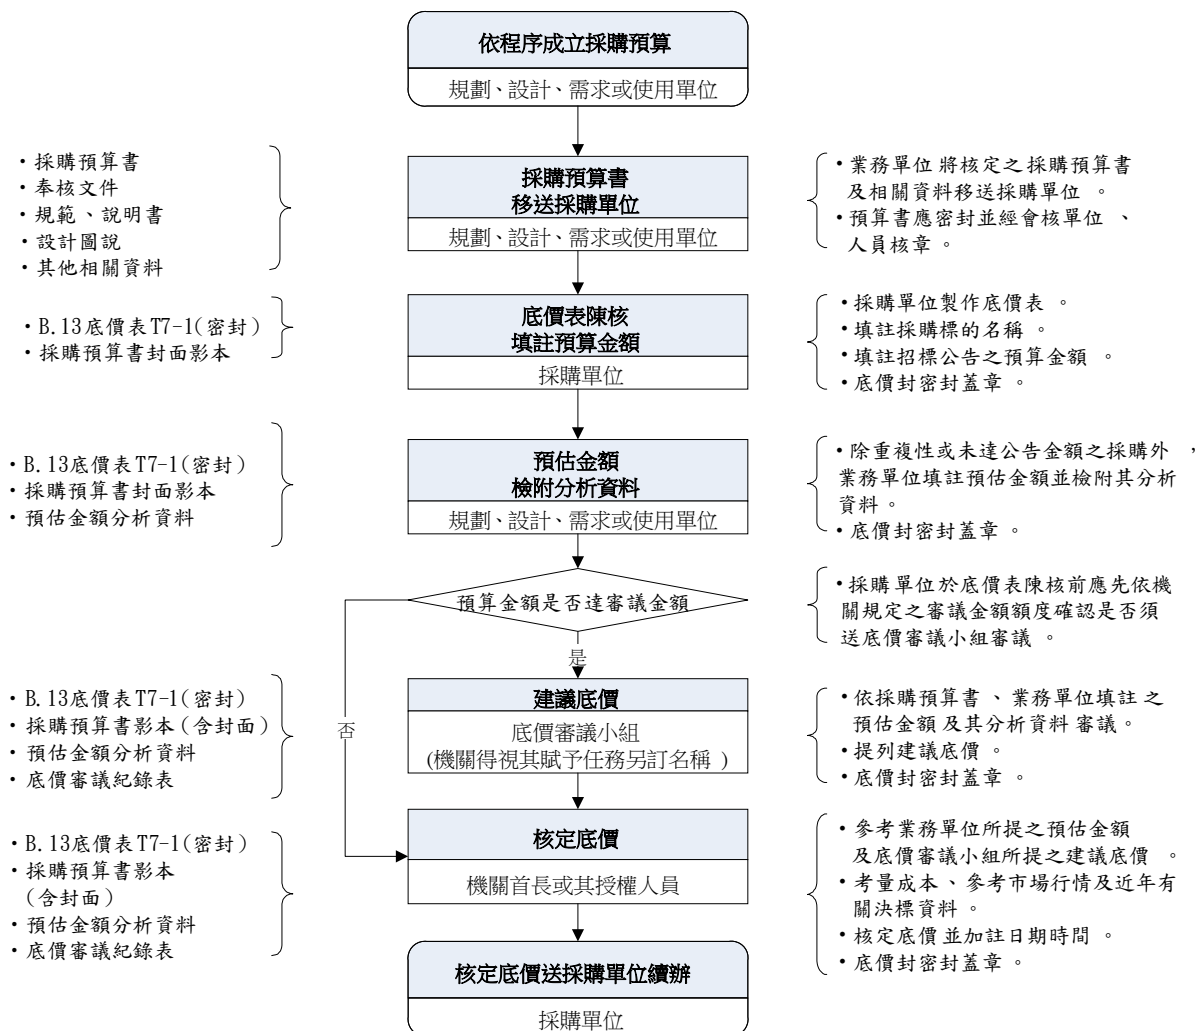 依程序成立採購預算
規劃、設計、需求或使用單位
・採購預算書
・奉核文件
・規範、說明書
・設計圖說
・其他相關資料
採購預算書
移送採購單位
規劃、設計、需求或使用單位
・業務單位 將核定之 採購預算書
及相關資料移送採購單位 。
・預算書應密封並經會核單位 、
人員核章。
・B.13底價表T7-1(密封)
・採購預算書封面影本
底價表陳核
填註預算金額
採購單位
・採購單位製作底價表 。
・填註採購標的名稱 。
・填註招標公告之預算金額 。
・底價封密封蓋章 。
・B.13底價表T7-1(密封)
・採購預算書封面影本
・預估金額分析資料
預估金額
檢附分析資料
規劃、設計、需求或使用單位
・除重複性或未達公告金額之採購外 ,
業務單位填註預估金額並檢附其分析
資料。
・底價封密封蓋章 。
預算金額是否達審議金額
・採購單位於底價表陳核前應先依機
關規定之審議金額額度確認是否須
送底價審議小組審議 。
是
否
・B.13底價表T7-1(密封)
・採購預算書影本(含封面)
・預估金額分析資料
・底價審議紀錄表
建議底價
底價審議小組
(機關得視其賦予任務另訂名稱 )
・依採購預算書 、業務單位填註 之
預估金額 及其分析資料 審議。
・提列建議底價 。
・底價封密封蓋章 。
・B.13底價表T7-1(密封)
・採購預算書影本
(含封面)
・預估金額分析資料
・底價審議紀錄表
核定底價
機關首長或其授權人員
・參考業務單位所提之預估金額
及底價審議小組所提之建議底價 。
・考量成本 、參考市場行情及近年有
關決標資料 。
・核定底價 並加註日期時間 。
・底價封密封蓋章 。
核定底價送採購單位續辦
採購單位